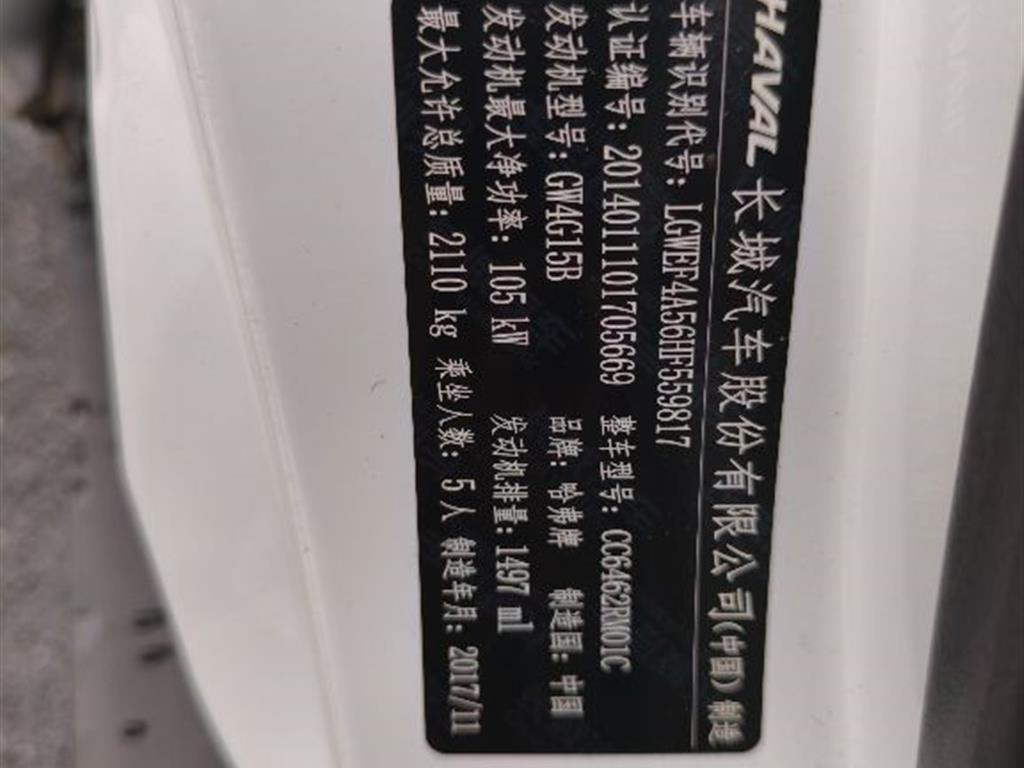 HAVAL 长城汽车股份有限公司(中国)制造
车辆识别代号: LGWEF4A56HF559817
认证编号: 2014011101705669 整车型号: CC6462RM01C
发动机型号: GW4G15B 品牌: 哈弗牌 制造国: 中国
发动机最大净功率: 105 kW 发动机排量: 1497 ml
最大允许总质量: 2110 kg 乘坐人数: 5人 制造年月: 2017/11